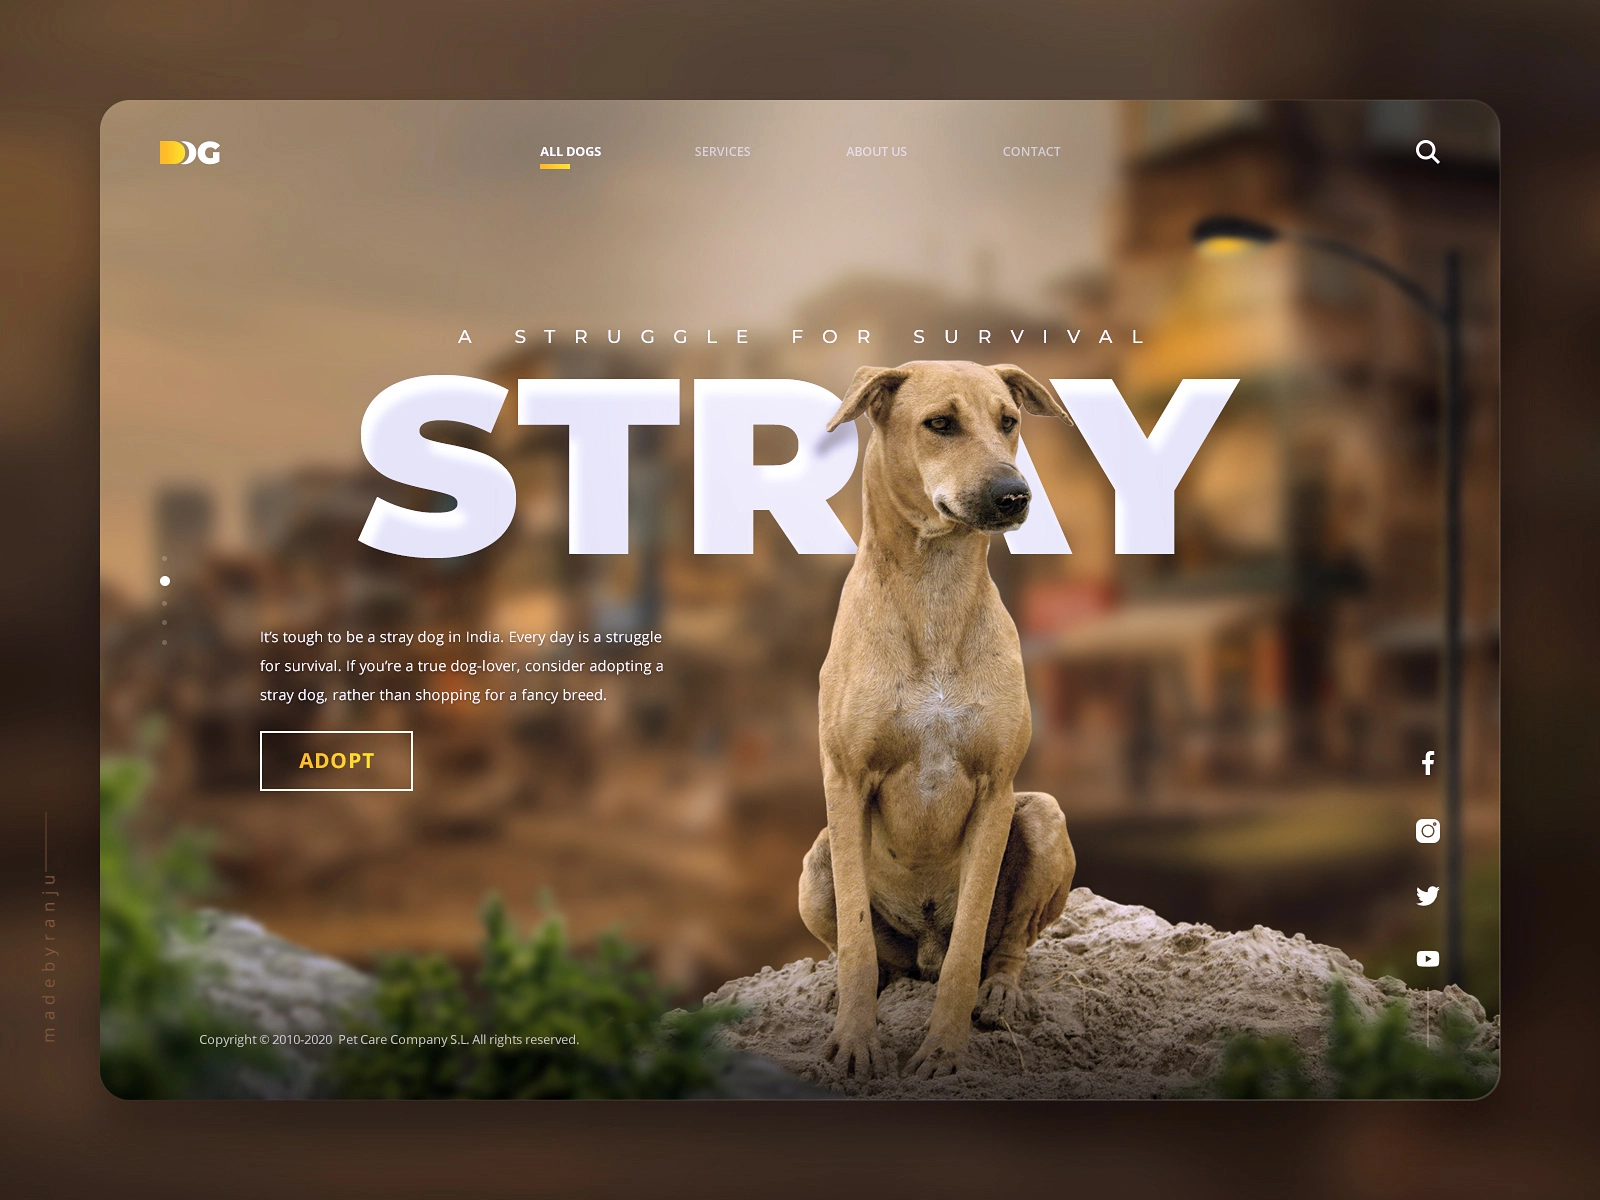 DOG
ALL DOGS
SERVICES
ABOUT US
CONTACT
A STRUGGLE FOR SURVIVAL
STRAY
It's tough to be a stray dog in India. Every day is a struggle
for survival. If you're a true dog-lover, consider adopting a
stray dog, rather than shopping for a fancy breed.
ADOPT
madebyranju
Copyright © 2010-2020 Pet Care Company S.L. All rights reserved.